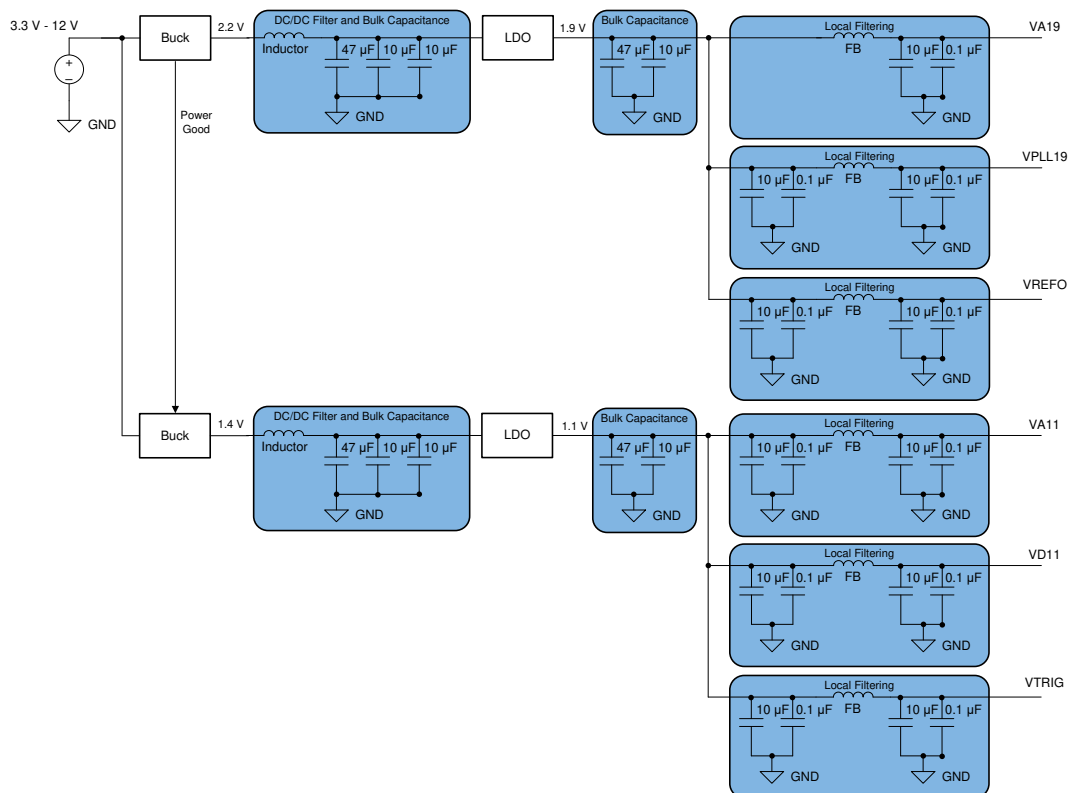 3.3 V - 12 V
+
−
GND
Buck
Power
Good
2.2 V
DC/DC Filter and Bulk Capacitance
Inductor
47 µF
10 µF
10 µF
GND
LDO
1.9 V
Bulk Capacitance
47 µF
10 µF
GND
Local Filtering
FB
10 µF
0.1 µF
GND
VA19
Local Filtering
10 µF
0.1 µF
FB
10 µF
0.1 µF
GND
GND
VPLL19
Local Filtering
10 µF
0.1 µF
FB
10 µF
0.1 µF
GND
GND
VREFO
Buck
1.4 V
DC/DC Filter and Bulk Capacitance
Inductor
47 µF
10 µF
10 µF
GND
LDO
1.1 V
Bulk Capacitance
47 µF
10 µF
GND
Local Filtering
10 µF
0.1 µF
FB
10 µF
0.1 µF
GND
GND
VA11
Local Filtering
10 µF
0.1 µF
FB
10 µF
0.1 µF
GND
GND
VD11
Local Filtering
10 µF
0.1 µF
FB
10 µF
0.1 µF
GND
GND
VTRIG